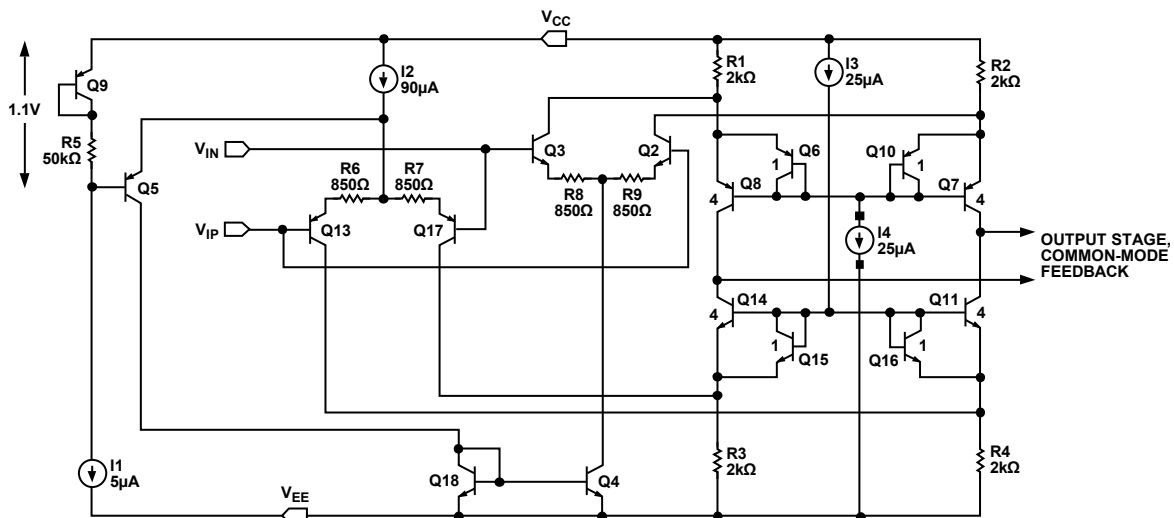 VCC
1.1V
Q9
R5
50kΩ
Q5
I1
5µA
I2
90µA
VIN
VIP
R6
850Ω
R7
850Ω
Q13
Q17
Q3
Q2
R8
850Ω
R9
850Ω
Q18
Q4
VEE
R1
2kΩ
I3
25µA
R2
2kΩ
Q6
1
Q10
1
Q8
4
Q7
4
I4
25µA
OUTPUT STAGE,
COMMON-MODE
FEEDBACK
Q14
4
Q11
4
1
Q15
Q16
1
R3
2kΩ
R4
2kΩ